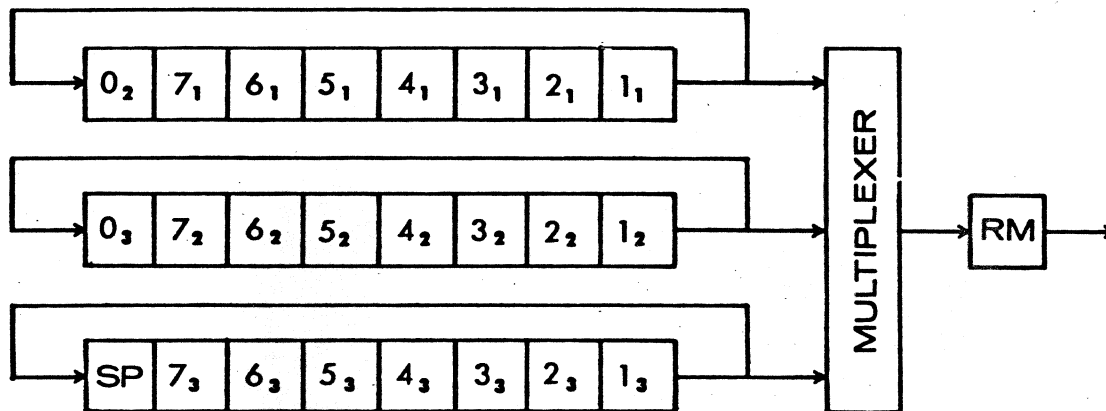 0₂ 7₁ 6₁ 5₁ 4₁ 3₁ 2₁ 1₁
0₃ 7₂ 6₂ 5₂ 4₂ 3₂ 2₂ 1₂
SP 7₃ 6₃ 5₃ 4₃ 3₃ 2₃ 1₃
MULTIPLEXER
RM